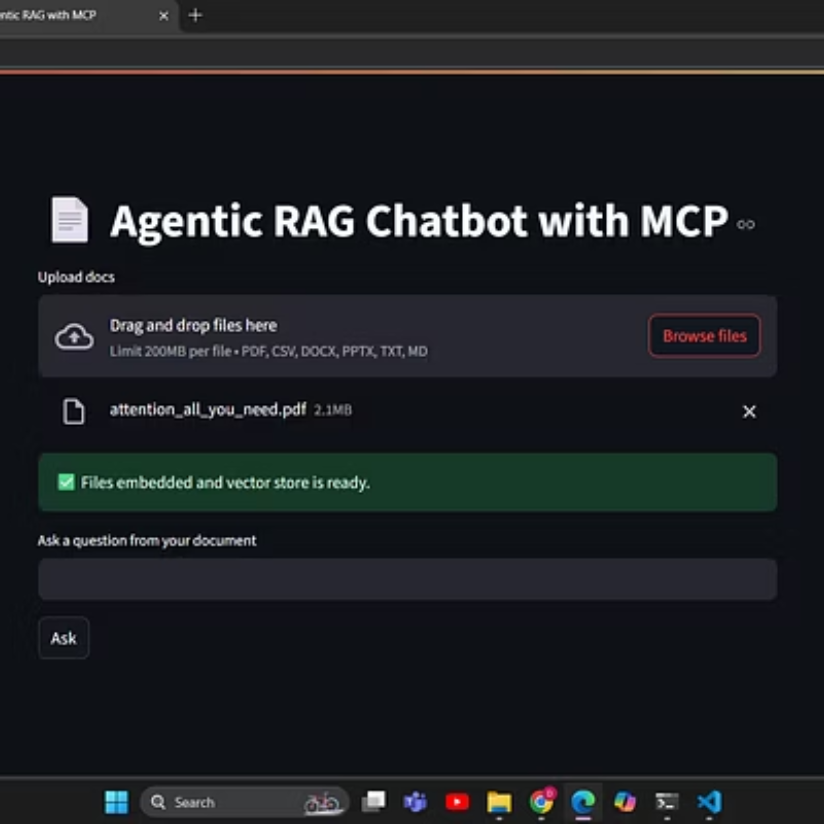 ntic RAG with MCP
Agentic RAG Chatbot with MCP
Upload docs
Drag and drop files here
Limit 200MB per file • PDF, CSV, DOCX, PPTX, TXT, MD
Browse files
attention_all_you_need.pdf 2.1MB
Files embedded and vector store is ready.
Ask a question from your document
Ask
Search